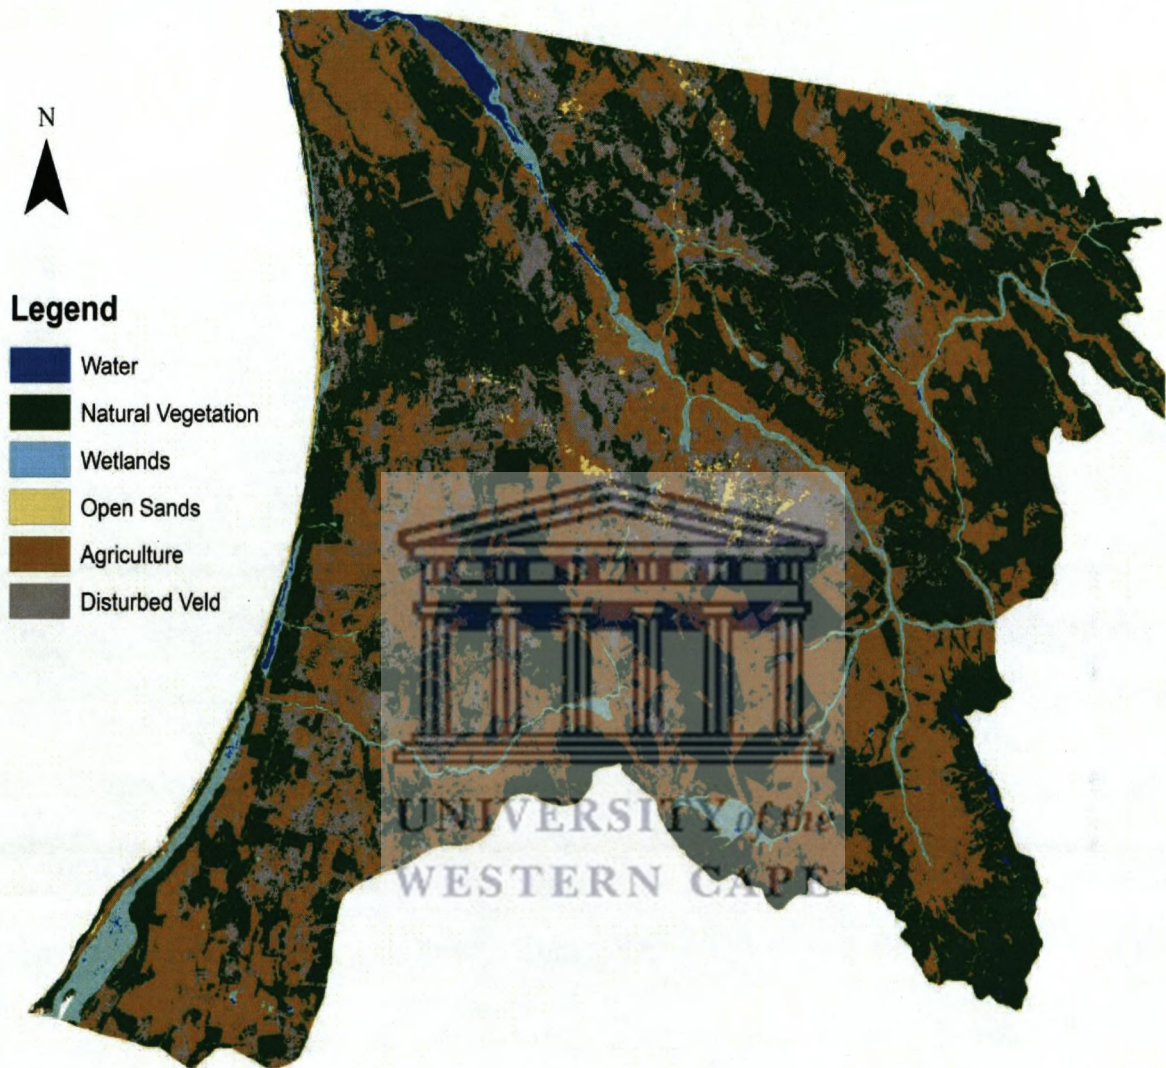 N
Legend
Water
Natural Vegetation
Wetlands
Open Sands
Agriculture
Disturbed Veld
UNIVERSITY of the
WESTERN CAPE